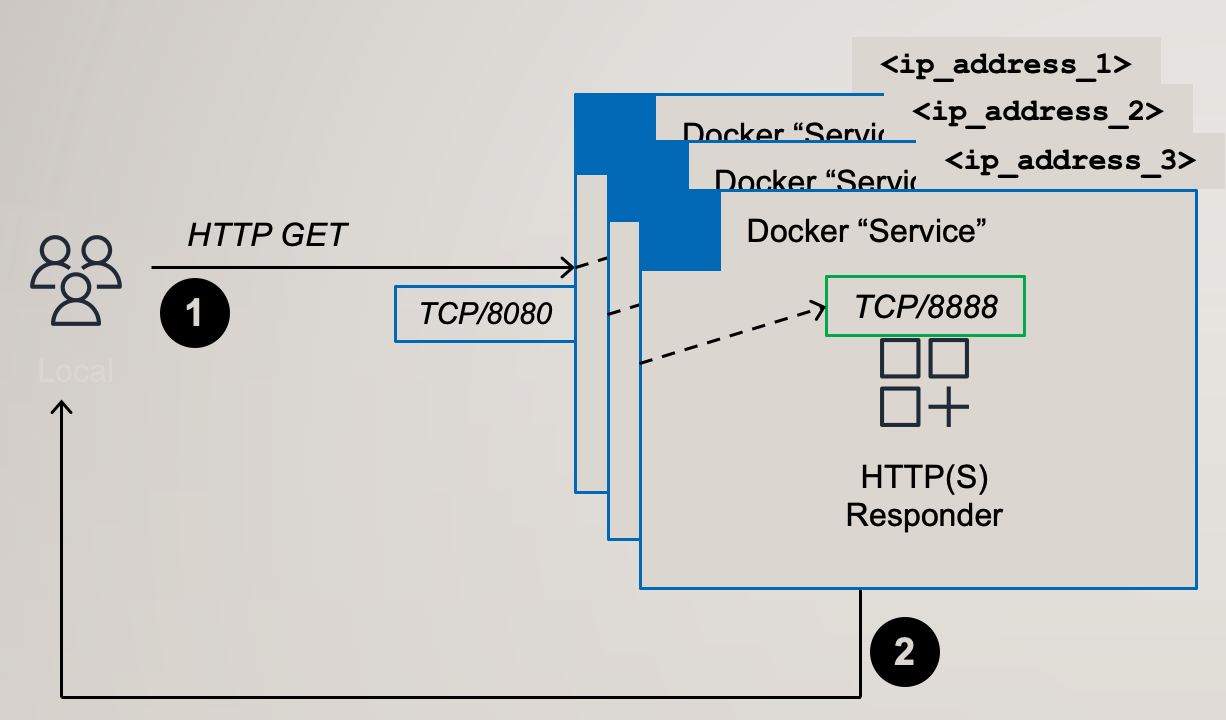 <ip_address_1>
Docker “Servic
<ip_address_2>
Docker “Servic
<ip_address_3>
Docker “Service”
HTTP GET
1
TCP/8080
TCP/8888
Local
HTTP(S)
Responder
2